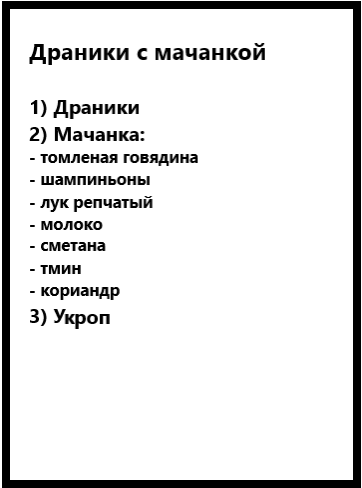 Драники с мачанкой
1) Драники
2) Мачанка:
- томленая говядина
- шампиньоны
- лук репчатый
- молоко
- сметана
- тмин
- кориандр
3) Укроп